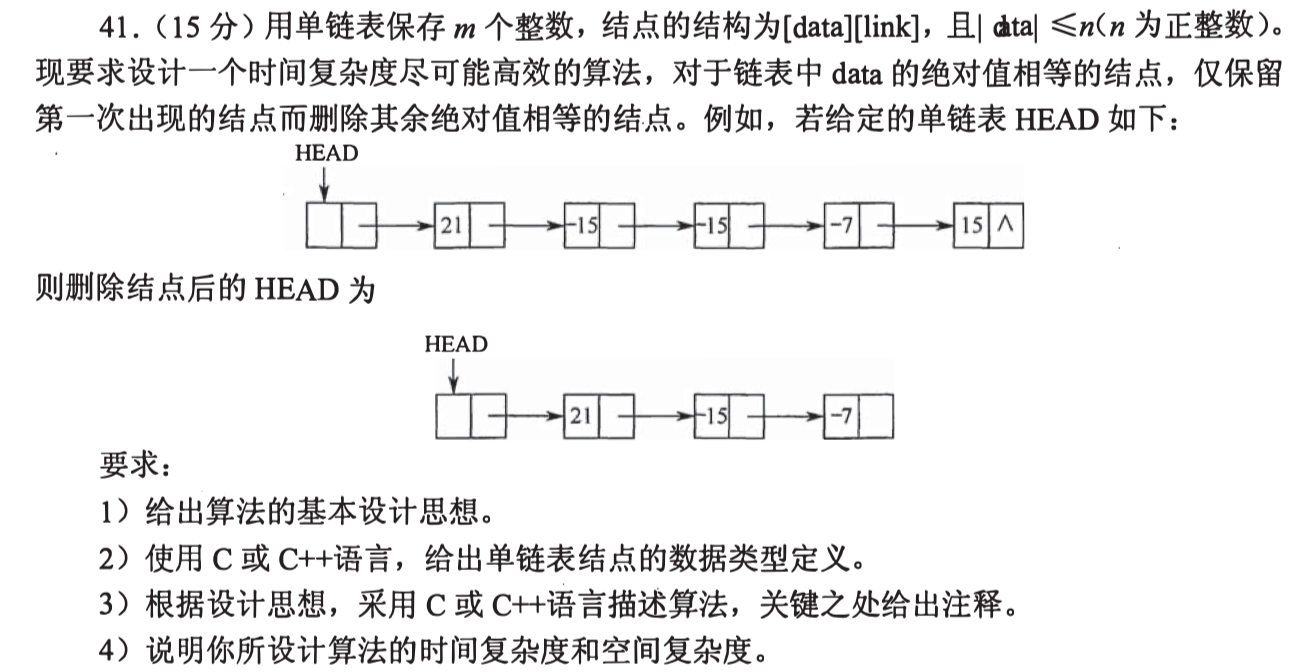 41.（15 分）用单链表保存 m 个整数，结点的结构为[data][link]，且| data| ≤n（n 为正整数）。
现要求设计一个时间复杂度尽可能高效的算法，对于链表中 data 的绝对值相等的结点，仅保留
第一次出现的结点而删除其余绝对值相等的结点。例如，若给定的单链表 HEAD 如下：
HEAD
21 -15 -15 -7 15 ∧
则删除结点后的 HEAD 为
HEAD
21 -15 -7
要求：
1）给出算法的基本设计思想。
2）使用 C 或 C++语言，给出单链表结点的数据类型定义。
3）根据设计思想，采用 C 或 C++语言描述算法，关键之处给出注释。
4）说明你所设计算法的时间复杂度和空间复杂度。